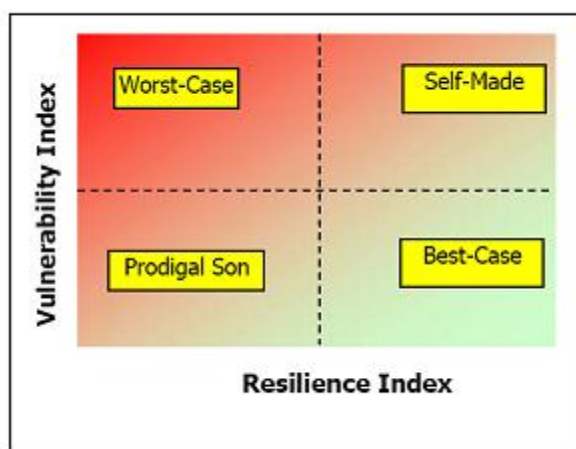 Worst-Case
Self-Made
Prodigal Son
Best-Case
Vulnerability Index
Resilience Index